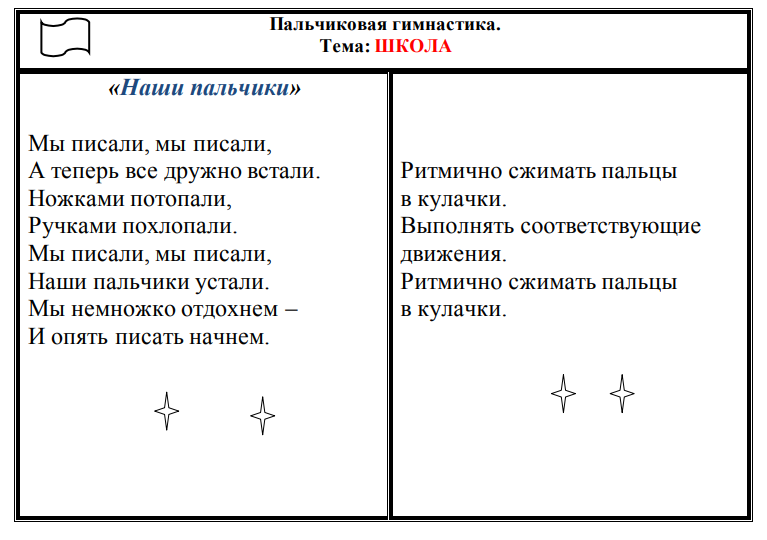 Пальчиковая гимнастика.
Тема: ШКОЛА
«Наши пальчики»
Мы писали, мы писали,
А теперь все дружно встали.
Ножками потопали,
Ручками похлопали.
Мы писали, мы писали,
Наши пальчики устали.
Мы немножко отдохнем –
И опять писать начнем.
Ритмично сжимать пальцы
в кулачки.
Выполнять соответствующие
движения.
Ритмично сжимать пальцы
в кулачки.